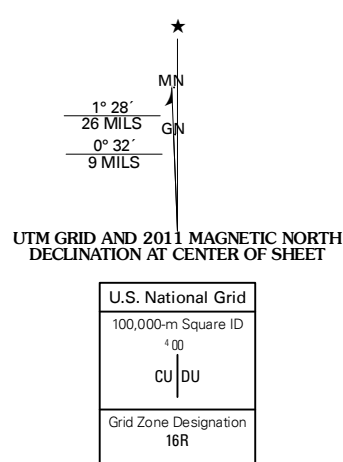 ★
MN
1° 28´
26 MILS
GN
0° 32´
9 MILS
UTM GRID AND 2011 MAGNETIC NORTH
DECLINATION AT CENTER OF SHEET
U.S. National Grid
100,000-m Square ID
4 00
CU DU
Grid Zone Designation
16R